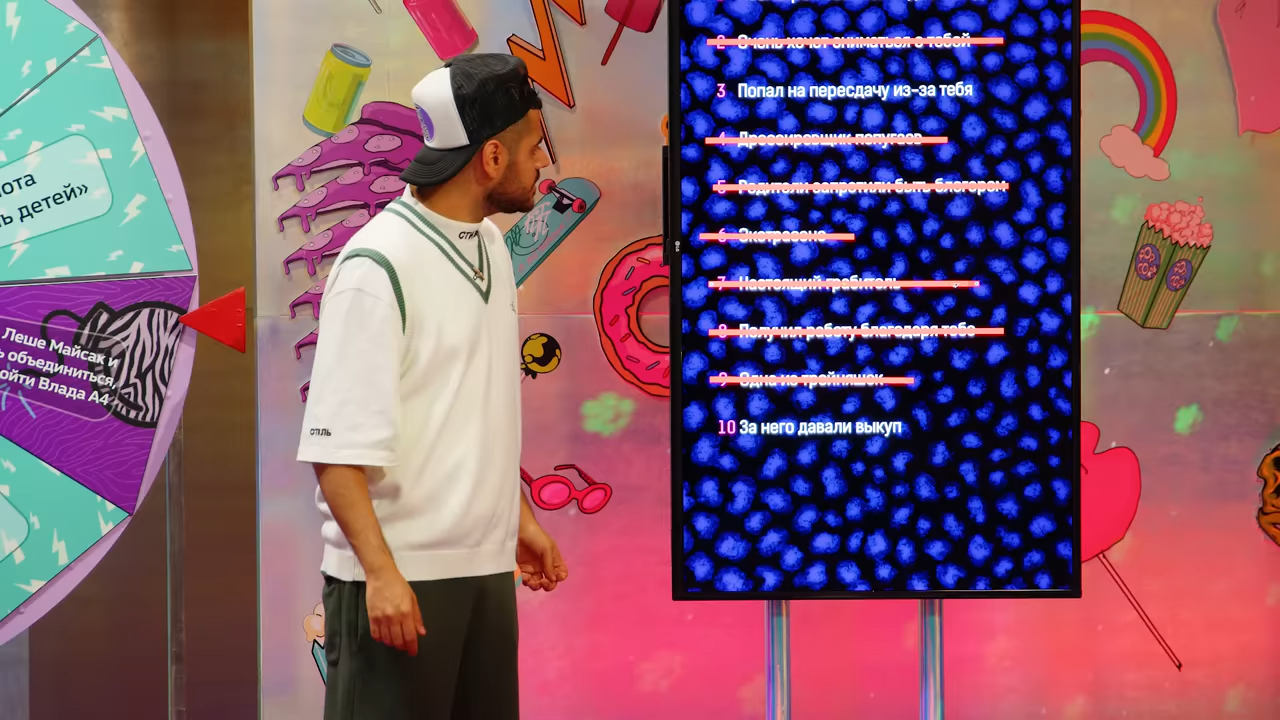 2 Очень хочет сниматься с тобой
3 Попал на пересдачу из-за тебя
4 Дрессировщик попугаев
5 Родители запретили быть блогером
6 Экстрасенс
7 Настоящий грабитель
8 Получил работу благодаря тебе
9 Одна из тройняшек
10 За него давали выкуп
ь детей»
Леше Майсак и
ь объединиться,
ойти Влада А4
СТИЛЬ